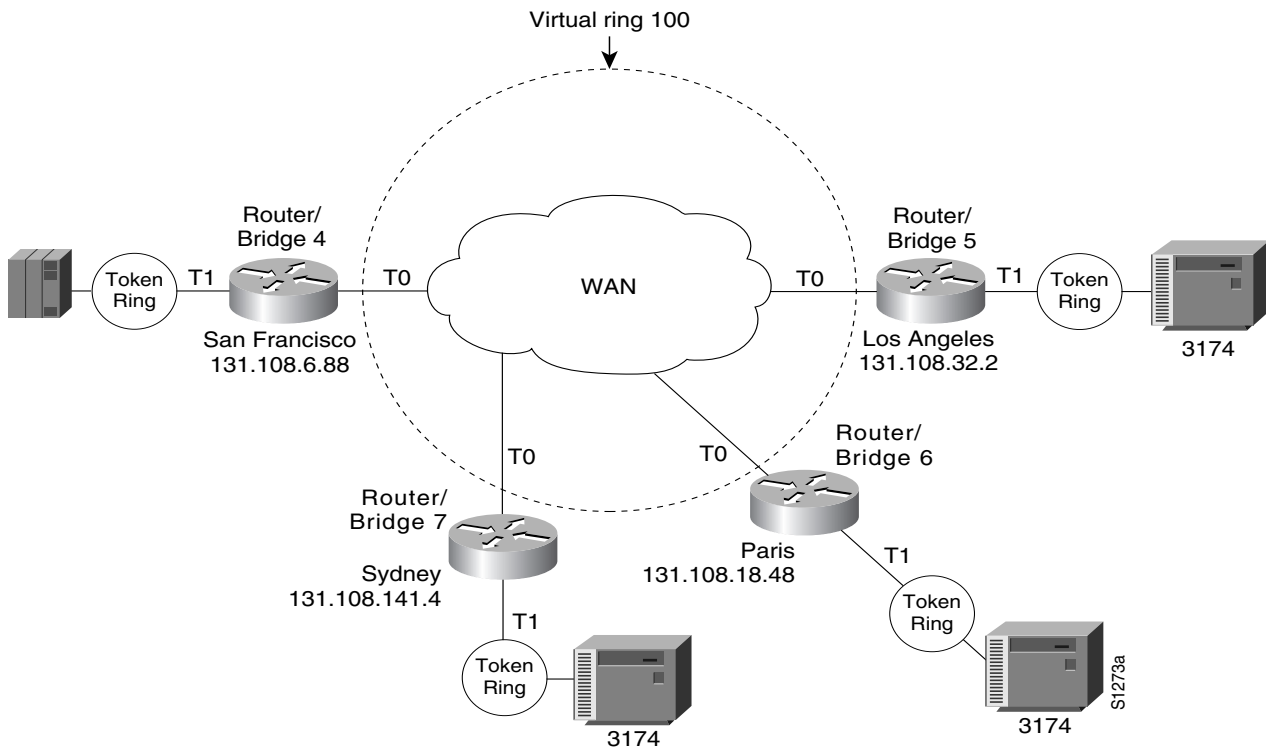 Virtual ring 100
Router/
Bridge 4
Token
Ring
T1
T0
San Francisco
131.108.6.88
WAN
Router/
Bridge 5
T0
T1
Token
Ring
Los Angeles
131.108.32.2
3174
T0
Router/
Bridge 7
Sydney
131.108.141.4
T1
Token
Ring
3174
T0
Router/
Bridge 6
Paris
131.108.18.48
T1
Token
Ring
3174
S1273a